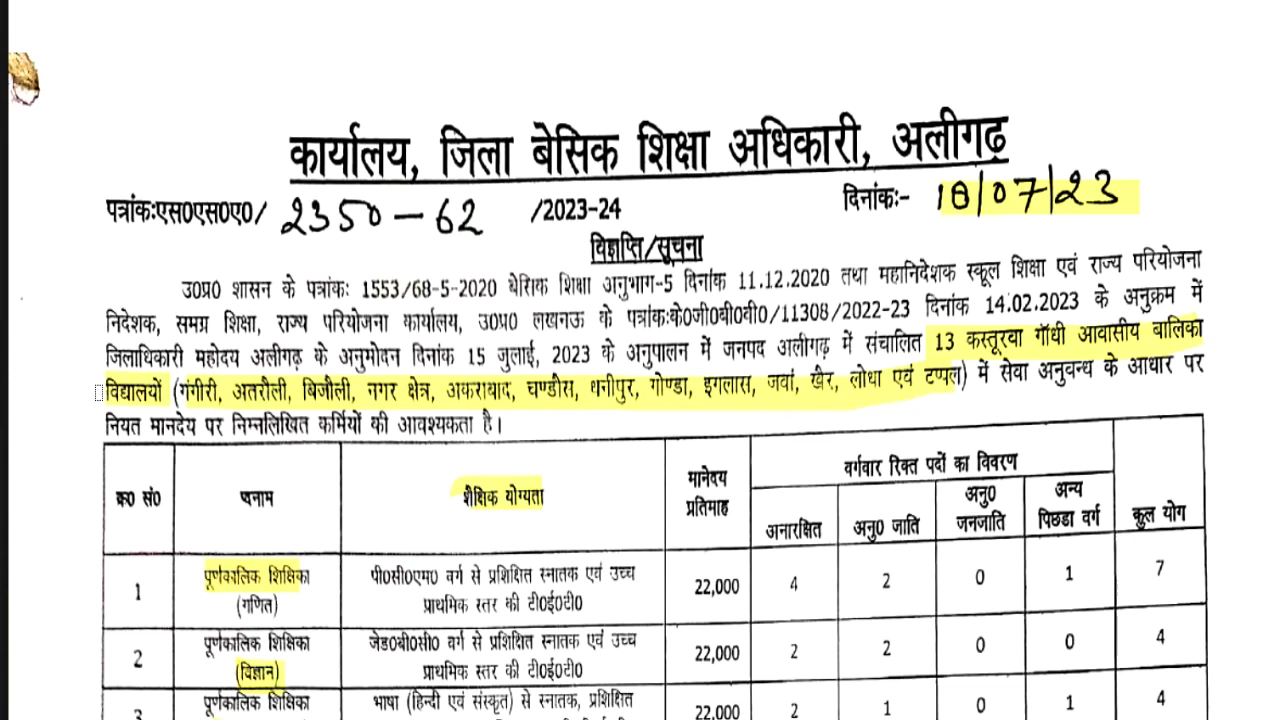 कार्यालय, जिला बेसिक शिक्षा अधिकारी, अलीगढ़
पत्रांकःएस0एस0ए0/ 2350-62 /2023-24 दिनांकः- 18/07/23
विज्ञप्ति/सूचना
उ0प्र0 शासन के पत्रांकः 1553/68-5-2020 बेसिक शिक्षा अनुभाग-5 दिनांक 11.12.2020 तथा महानिदेशक स्कूल शिक्षा एवं राज्य परियोजना
निदेशक, समग्र शिक्षा, राज्य परियोजना कार्यालय, उ0प्र0 लखनऊ के पत्रांकःके0जी0बी0वी0/11308/2022-23 दिनांक 14.02.2023 के अनुक्रम में
जिलाधिकारी महोदय अलीगढ़ के अनुमोदन दिनांक 15 जुलाई, 2023 के अनुपालन में जनपद अलीगढ़ में संचालित 13 कस्तूरबा गाँधी आवासीय बालिका
विद्यालयों (गंगीरी, अतरौली, बिजौली, नगर क्षेत्र, अकराबाद, चण्डौस, धनीपुर, गोण्डा, इगलास, जवां, खैर, लोधा एवं टप्पल) में सेवा अनुबन्ध के आधार पर
नियत मानदेय पर निम्नलिखित कर्मियों की आवश्यकता है।
क्र0 सं0 पदनाम शैक्षिक योग्यता मानेदय प्रतिमाह वर्गवार रिक्त पदों का विवरण कुल योग
अनारक्षित अनु0 जाति अनु0 जनजाति अन्य पिछडा वर्ग
1 पूर्णकालिक शिक्षिका पी0सी0एम0 वर्ग से प्रशिक्षित स्नातक एवं उच्च 22,000 4 2 0 1 7
(गणित) प्राथमिक स्तर की टी0ई0टी0
2 पूर्णकालिक शिक्षिका जेड0बी0सी0 वर्ग से प्रशिक्षित स्नातक एवं उच्च 22,000 2 2 0 0 4
(विज्ञान) प्राथमिक स्तर की टी0ई0टी0
3 पूर्णकालिक शिक्षिका भाषा (हिन्दी एवं संस्कृत) से स्नातक, प्रशिक्षित 22,000 2 1 0 1 4